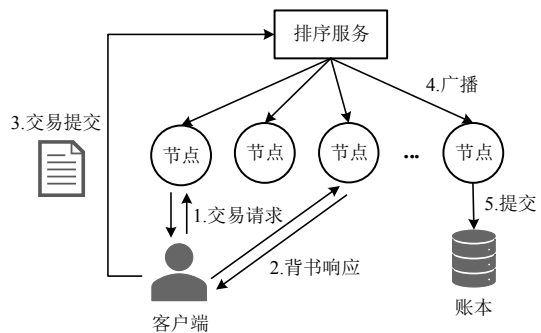 排序服务
4.广播
3.交易提交
节点
节点
节点
...
节点
1.交易请求
5.提交
2.背书响应
账本
客户端